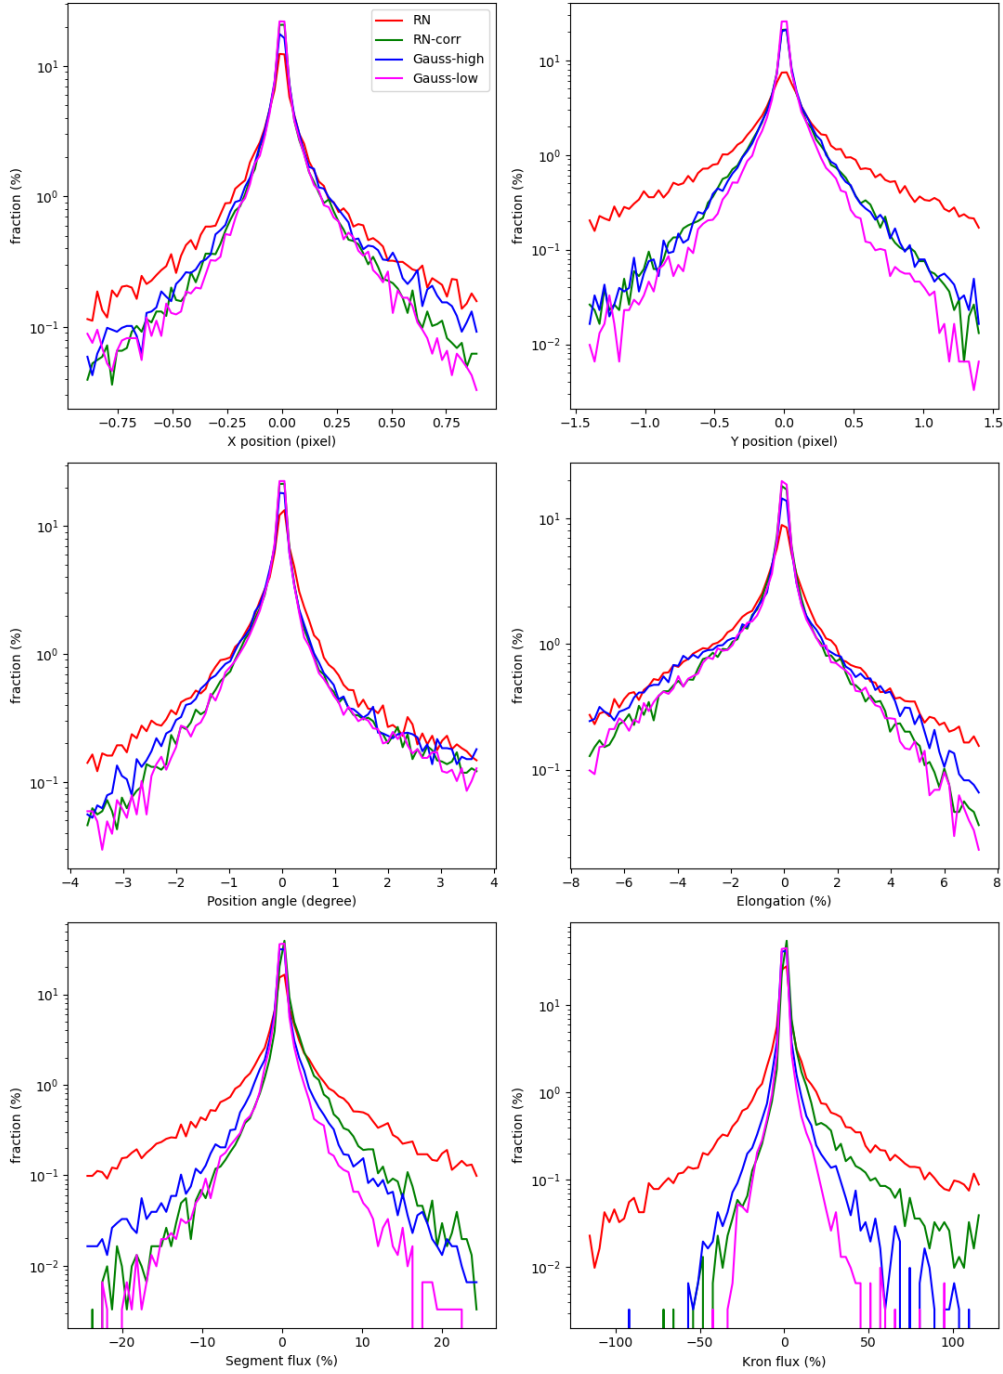 RN
RN-corr
Gauss-high
Gauss-low
fraction (%)
10¹
10⁰
10⁻¹
−0.75 −0.50 −0.25 0.00 0.25 0.50 0.75
X position (pixel)
fraction (%)
10¹
10⁰
10⁻¹
10⁻²
−1.5 −1.0 −0.5 0.0 0.5 1.0 1.5
Y position (pixel)
fraction (%)
10¹
10⁰
10⁻¹
−4 −3 −2 −1 0 1 2 3 4
Position angle (degree)
fraction (%)
10¹
10⁰
10⁻¹
−8 −6 −4 −2 0 2 4 6 8
Elongation (%)
fraction (%)
10¹
10⁰
10⁻¹
10⁻²
−20 −10 0 10 20
Segment flux (%)
fraction (%)
10¹
10⁰
10⁻¹
10⁻²
−100 −50 0 50 100
Kron flux (%)